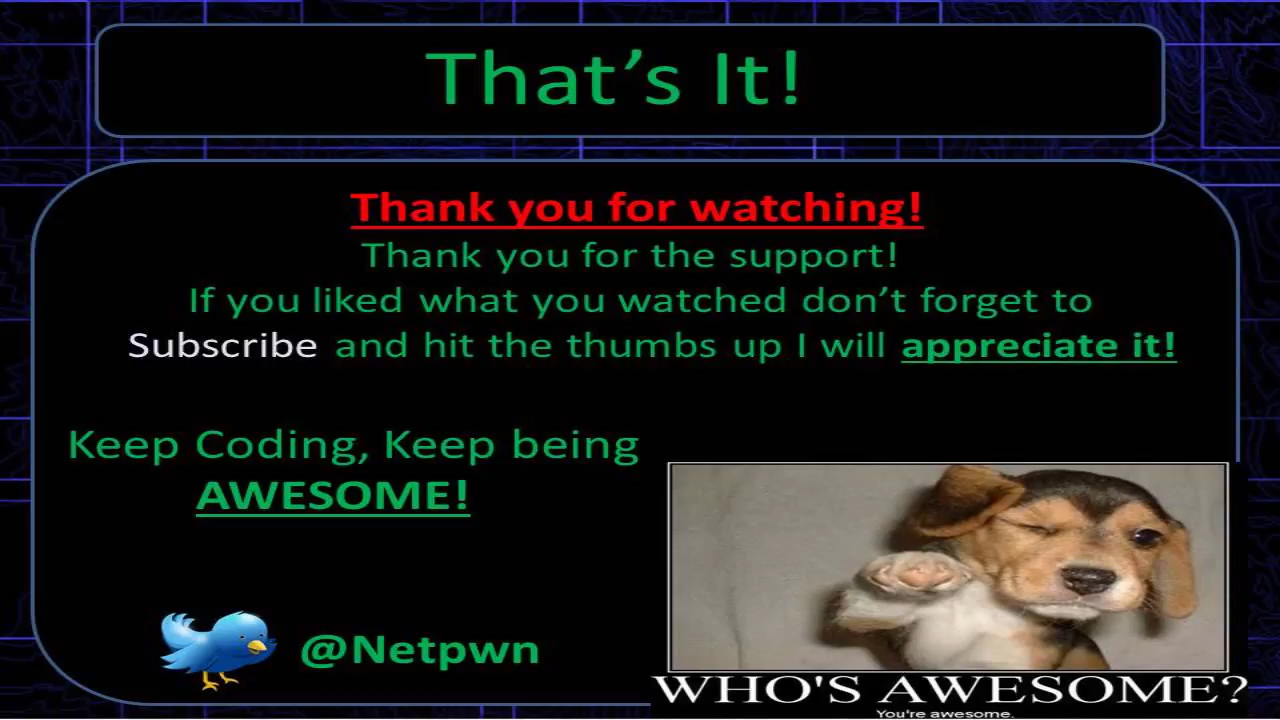 That’s It!
Thank you for watching!
Thank you for the support!
If you liked what you watched don’t forget to
Subscribe and hit the thumbs up I will appreciate it!
Keep Coding, Keep being
AWESOME!
@Netpwn
WHO'S AWESOME?
You're awesome.